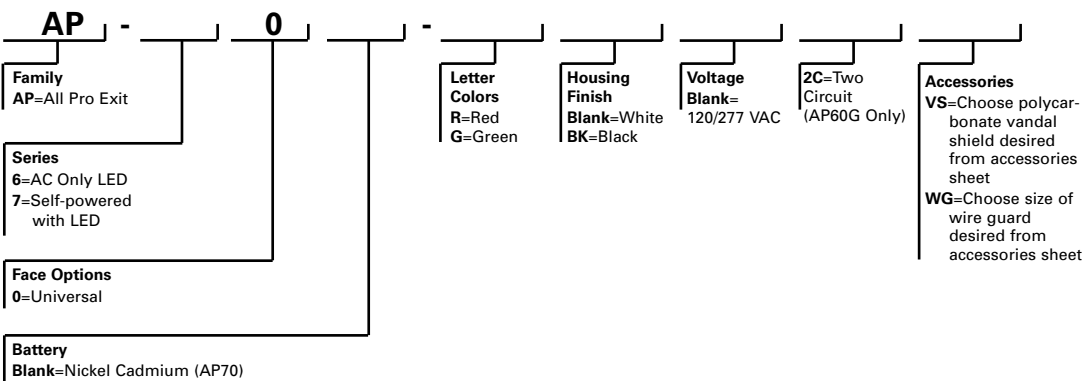 AP - 0 -
Family
AP=All Pro Exit
Series
6=AC Only LED
7=Self-powered
with LED
Face Options
0=Universal
Battery
Blank=Nickel Cadmium (AP70)
Letter
Colors
R=Red
G=Green
Housing
Finish
Blank=White
BK=Black
Voltage
Blank=
120/277 VAC
2C=Two
Circuit
(AP60G Only)
Accessories
VS=Choose polycar-
bonate vandal
shield desired
from accessories
sheet
WG=Choose size of
wire guard
desired from
accessories sheet